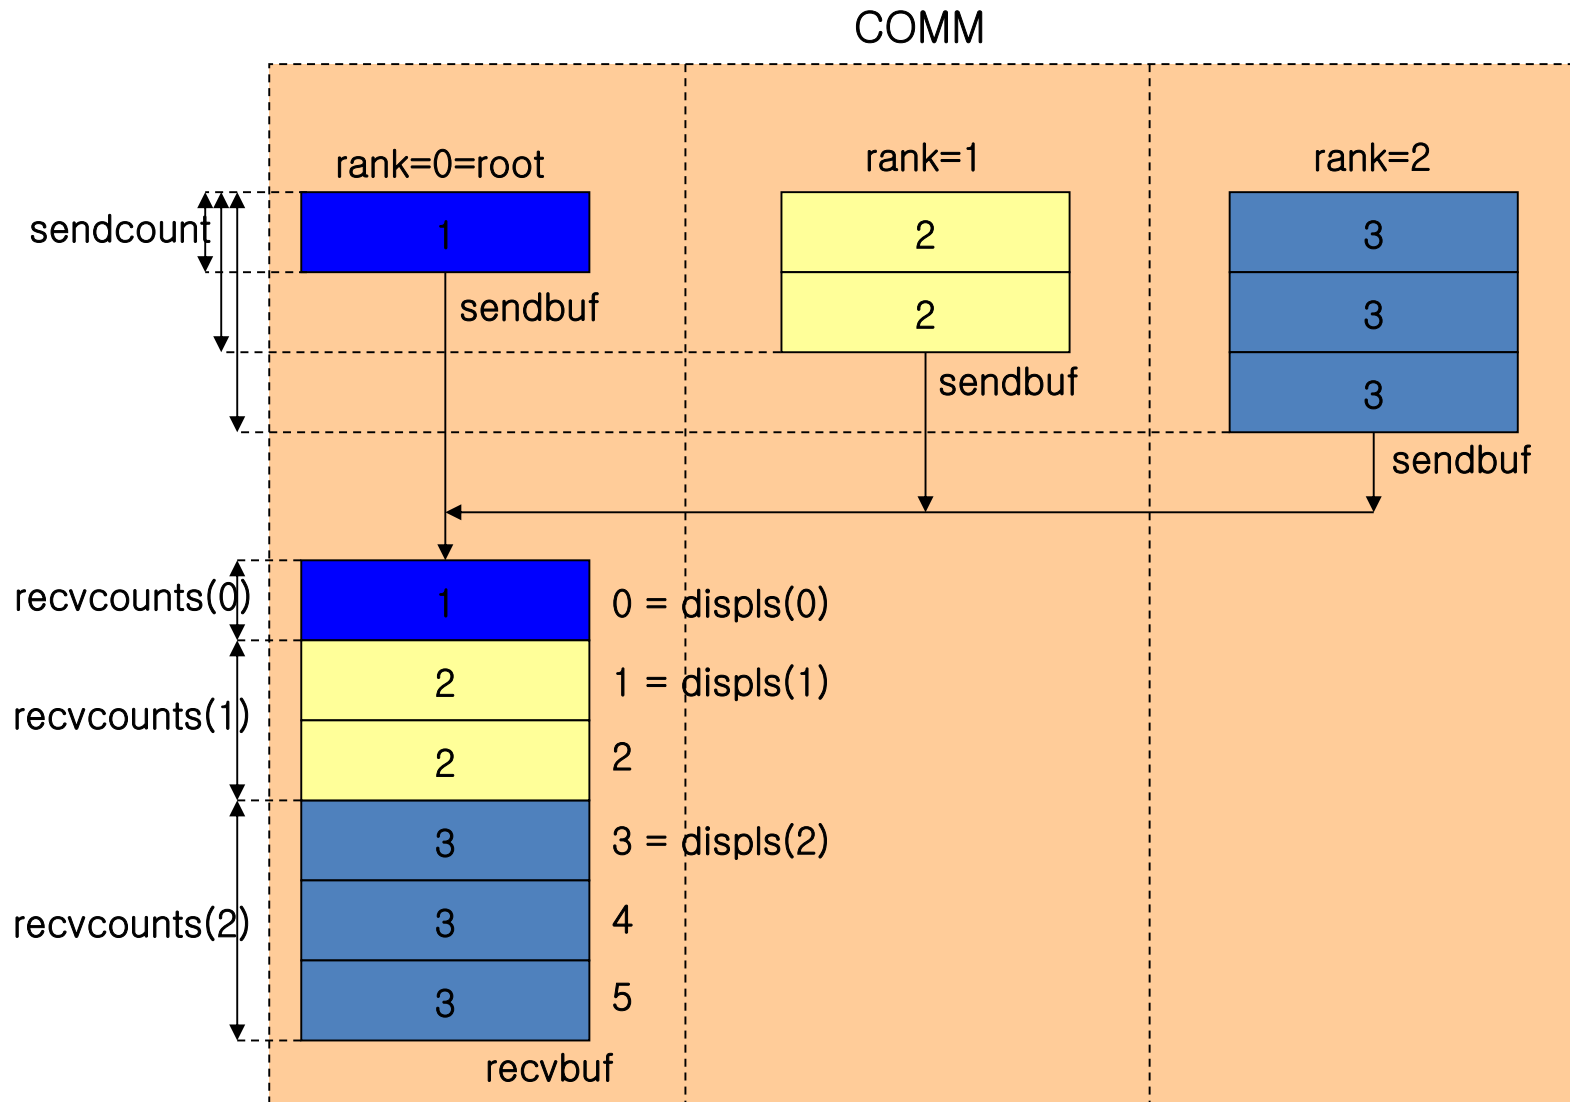 COMM
rank=0=root
rank=1
rank=2
sendcount
1
2
3
sendbuf
2
3
sendbuf
3
sendbuf
recvcounts(0)
1
0 = displs(0)
2
1 = displs(1)
recvcounts(1)
2
2
3
3 = displs(2)
recvcounts(2)
3
4
3
5
recvbuf